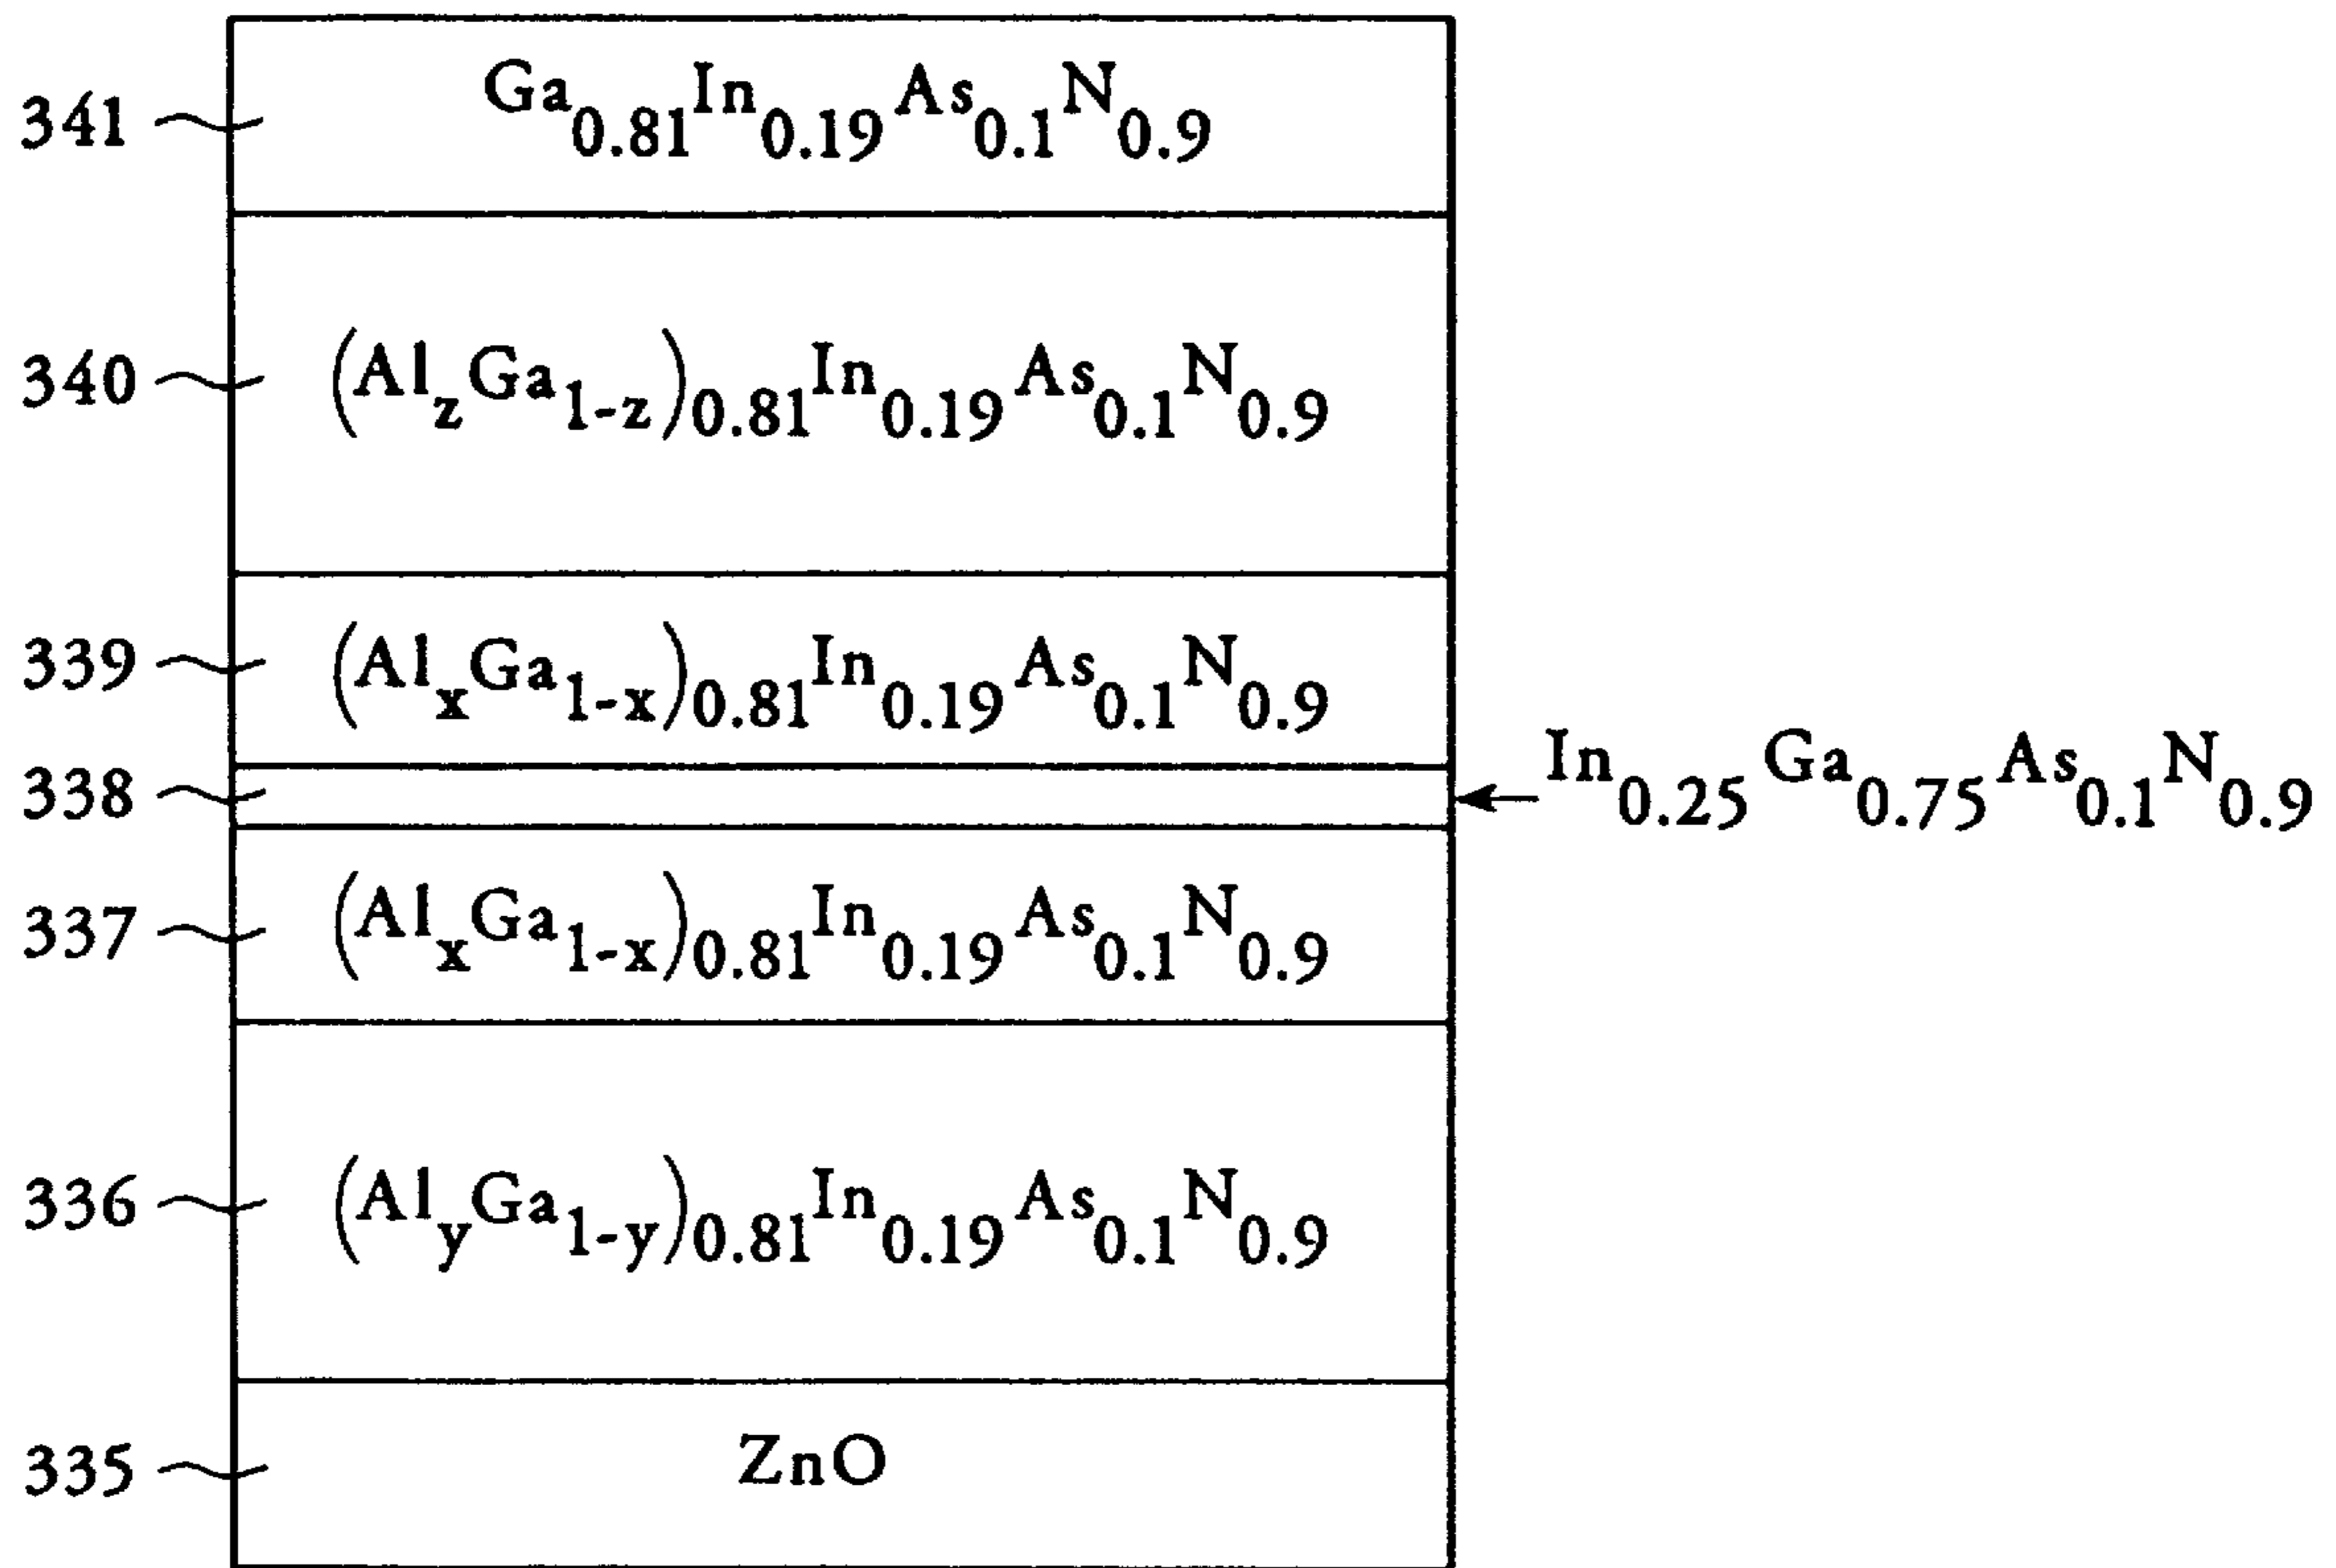 341 Ga0.81In0.19As0.1N0.9
340 (AlzGa1-z)0.81In0.19As0.1N0.9
339 (AlxGa1-x)0.81In0.19As0.1N0.9
338 In0.25Ga0.75As0.1N0.9
337 (AlxGa1-x)0.81In0.19As0.1N0.9
336 (AlyGa1-y)0.81In0.19As0.1N0.9
335 ZnO